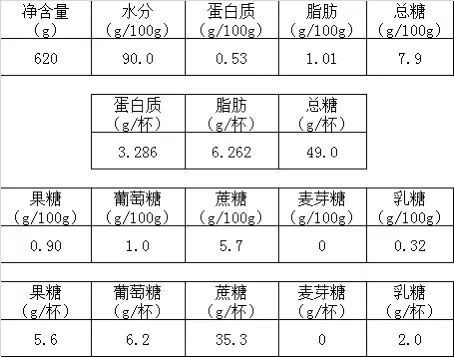 净含量 水分 蛋白质 脂肪 总糖
(g) (g/100g) (g/100g) (g/100g) (g/100g)
620 90.0 0.53 1.01 7.9
蛋白质 脂肪 总糖
(g/杯) (g/杯) (g/杯)
3.286 6.262 49.0
果糖 葡萄糖 蔗糖 麦芽糖 乳糖
(g/100g) (g/100g) (g/100g) (g/100g) (g/100g)
0.90 1.0 5.7 0 0.32
果糖 葡萄糖 蔗糖 麦芽糖 乳糖
(g/杯) (g/杯) (g/杯) (g/杯) (g/杯)
5.6 6.2 35.3 0 2.0